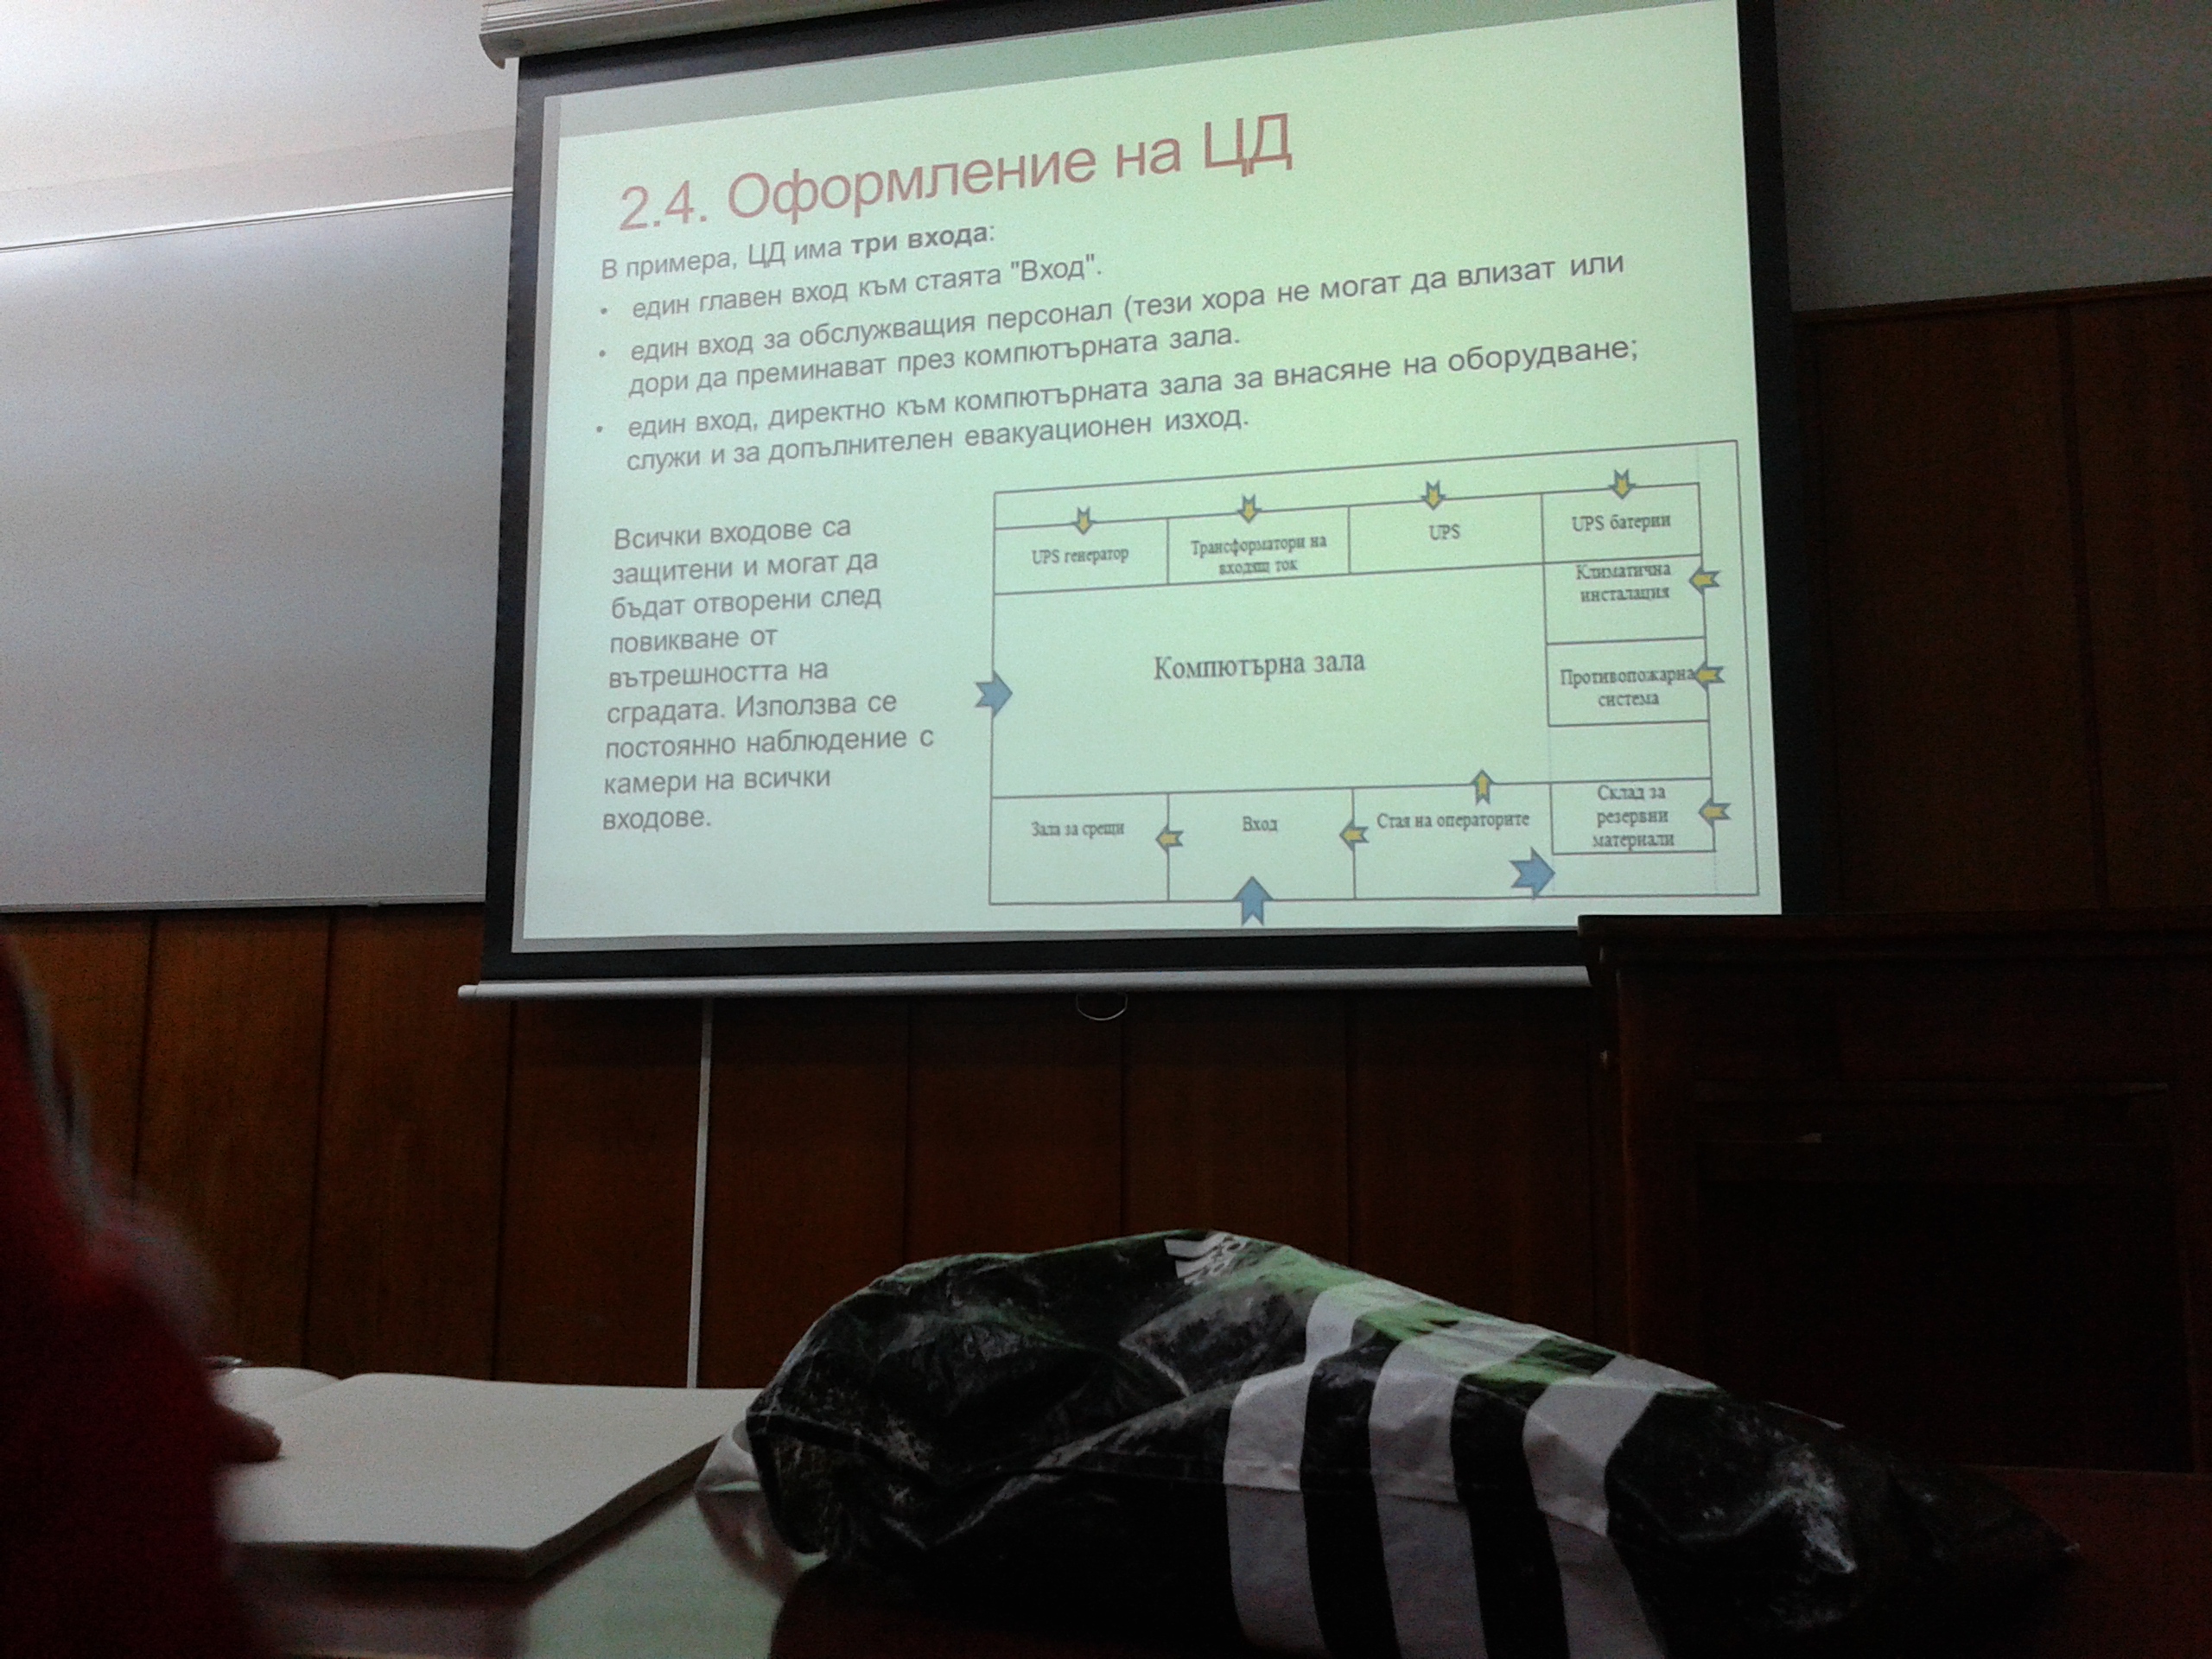 2.4. Оформление на ЦД
В примера, ЦД има три входа:
• един главен вход към стаята "Вход".
• един вход за обслужващия персонал (тези хора не могат да влизат или
дори да преминават през компютърната зала.
• един вход, директно към компютърната зала за внасяне на оборудване;
служи и за допълнителен евакуационен изход.
Всички входове са
защитени и могат да
бъдат отворени след
повикване от
вътрешността на
сградата. Използва се
постоянно наблюдение с
камери на всички
входове.
UPS генератор
Трансформатори на
входящ ток
UPS
UPS батерии
Климатична
инсталация
Компютърна зала
Противопожарна
система
Зала за срещи
Вход
Стая на операторите
Склад за
резервни
материали